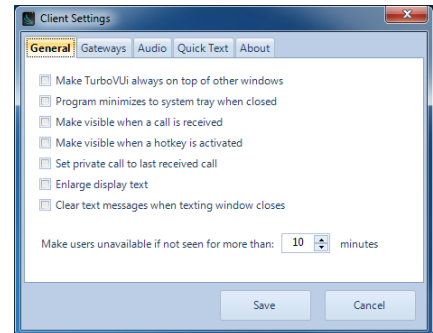 Client Settings
General Gateways Audio Quick Text About
Make TurboVUi always on top of other windows
Program minimizes to system tray when closed
Make visible when a call is received
Make visible when a hotkey is activated
Set private call to last received call
Enlarge display text
Clear text messages when texting window closes
Make users unavailable if not seen for more than: 10 minutes
Save Cancel